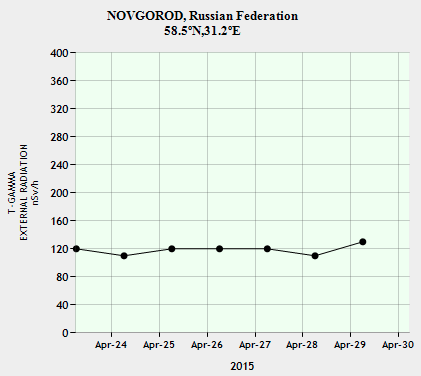 NOVGOROD, Russian Federation
58.5°N,31.2°E
T-GAMMA
EXTERNAL RADIATION
nSv/h
400
360
320
280
240
200
160
120
80
40
0
Apr-24 Apr-25 Apr-26 Apr-27 Apr-28 Apr-29 Apr-30
2015